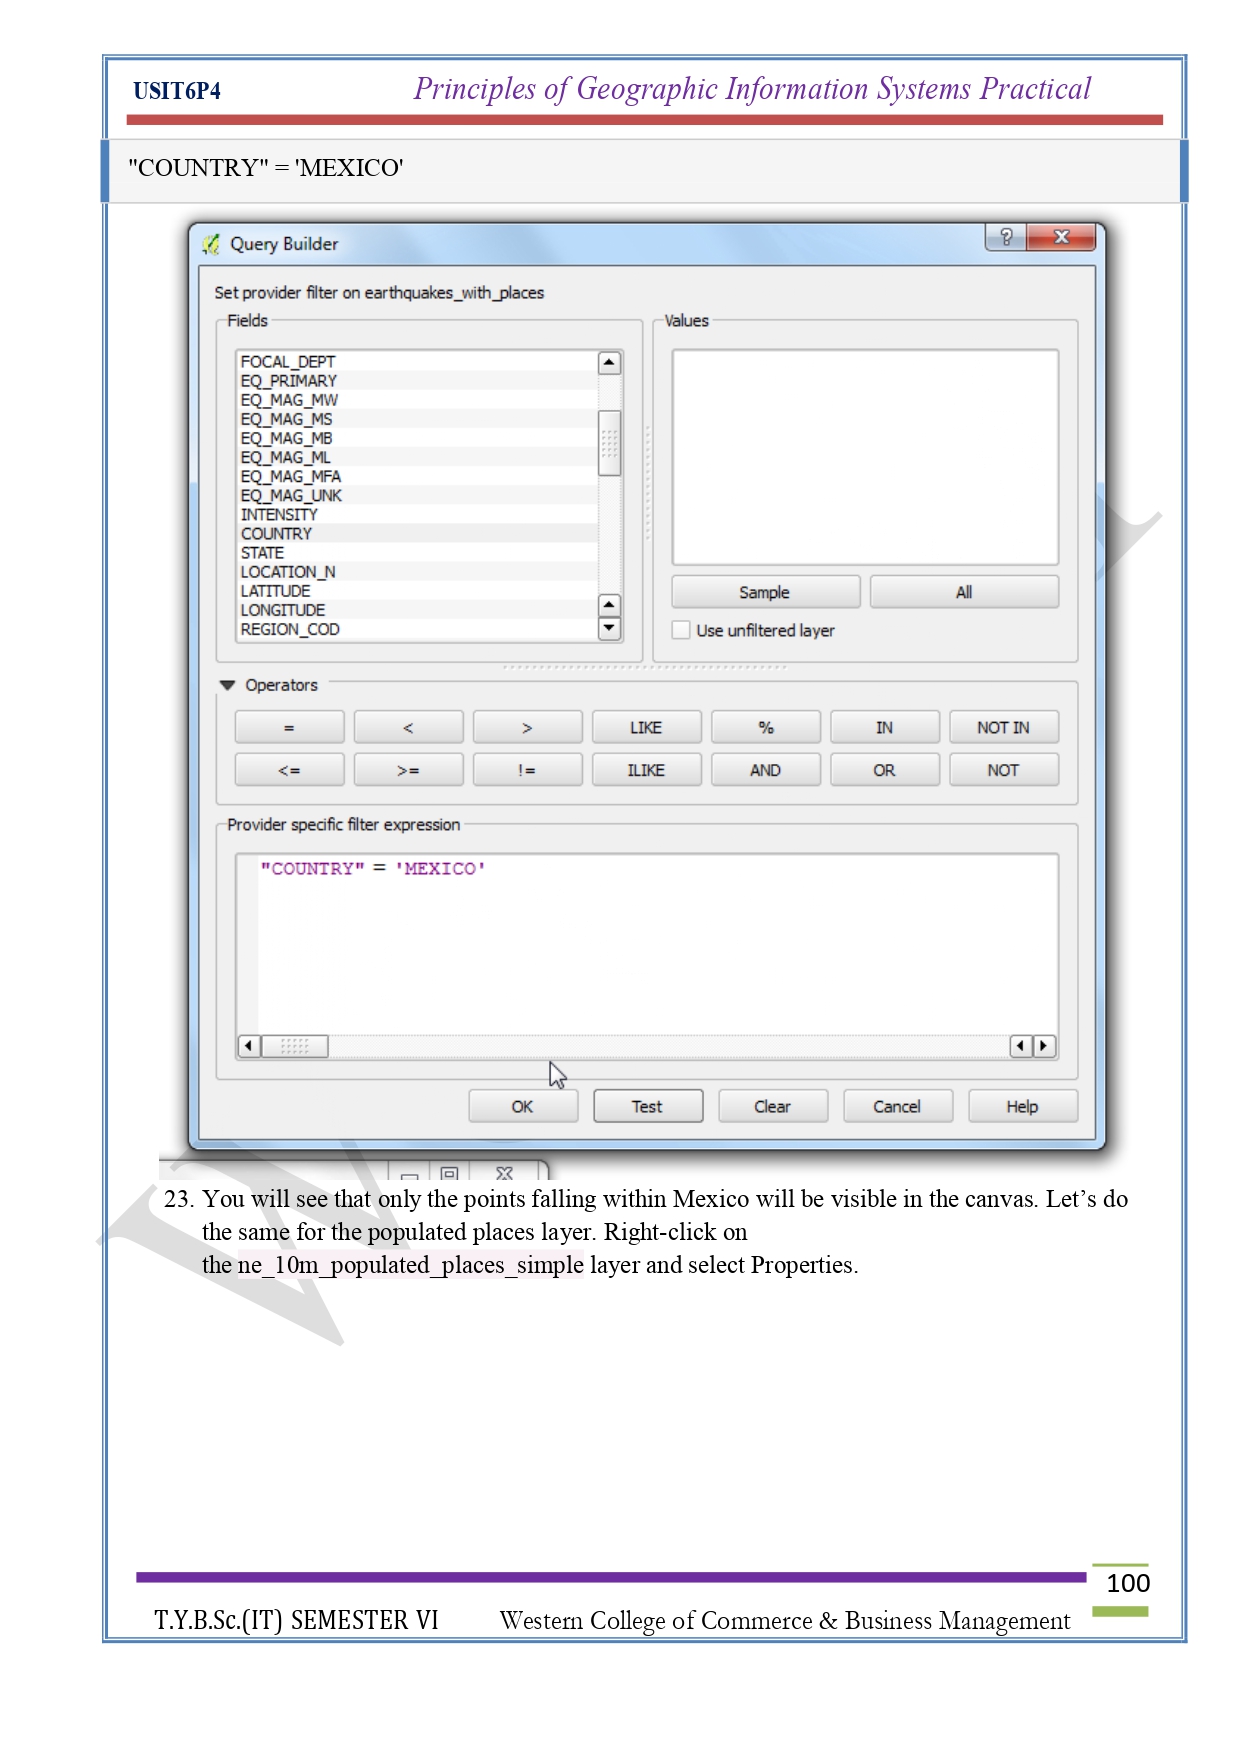 USIT6P4 Principles of Geographic Information Systems Practical
"COUNTRY" = 'MEXICO'
Query Builder
Set provider filter on earthquakes_with_places
Fields
Values
FOCAL_DEPT
EQ_PRIMARY
EQ_MAG_MW
EQ_MAG_MS
EQ_MAG_MB
EQ_MAG_ML
EQ_MAG_MFA
EQ_MAG_UNK
INTENSITY
COUNTRY
STATE
LOCATION_N
LATITUDE
LONGITUDE
REGION_COD
Sample All
Use unfiltered layer
Operators
= < > LIKE % IN NOT IN
<= >= != ILIKE AND OR NOT
Provider specific filter expression
"COUNTRY" = 'MEXICO'
OK Test Clear Cancel Help
23. You will see that only the points falling within Mexico will be visible in the canvas. Let’s do
the same for the populated places layer. Right-click on
the ne_10m_populated_places_simple layer and select Properties.
100
T.Y.B.Sc.(IT) SEMESTER VI Western College of Commerce & Business Management